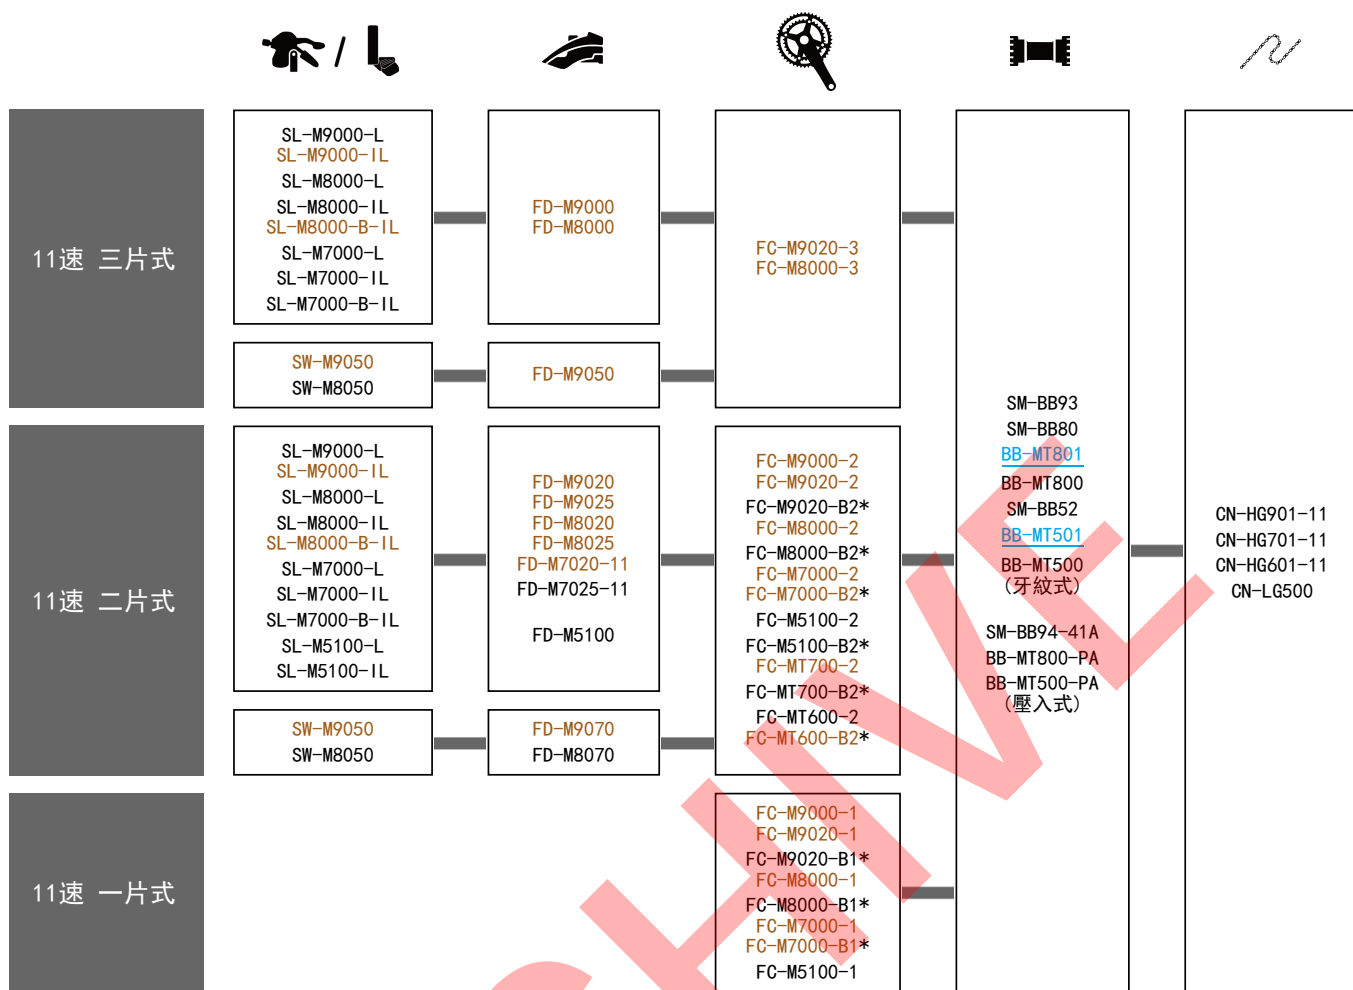 11速 三片式
SL-M9000-L
SL-M9000-IL
SL-M8000-L
SL-M8000-IL
SL-M8000-B-IL
SL-M7000-L
SL-M7000-IL
SL-M7000-B-IL
FD-M9000
FD-M8000
FC-M9020-3
FC-M8000-3
SW-M9050
SW-M8050
FD-M9050
11速 二片式
SL-M9000-L
SL-M9000-IL
SL-M8000-L
SL-M8000-IL
SL-M8000-B-IL
SL-M7000-L
SL-M7000-IL
SL-M7000-B-IL
SL-M5100-L
SL-M5100-IL
FD-M9020
FD-M9025
FD-M8020
FD-M8025
FD-M7020-11
FD-M7025-11
FD-M5100
FC-M9000-2
FC-M9020-2
FC-M9020-B2*
FC-M8000-2
FC-M8000-B2*
FC-M7000-2
FC-M7000-B2*
FC-M5100-2
FC-M5100-B2*
FC-MT700-2
FC-MT700-B2*
FC-MT600-2
FC-MT600-B2*
SW-M9050
SW-M8050
FD-M9070
FD-M8070
11速 一片式
FC-M9000-1
FC-M9020-1
FC-M9020-B1*
FC-M8000-1
FC-M8000-B1*
FC-M7000-1
FC-M7000-B1*
FC-M5100-1
SM-BB93
SM-BB80
BB-MT801
BB-MT800
SM-BB52
BB-MT501
BB-MT500
(牙紋式)
SM-BB94-41A
BB-MT800-PA
BB-MT500-PA
(壓入式)
CN-HG901-11
CN-HG701-11
CN-HG601-11
CN-LG500
CHIVE